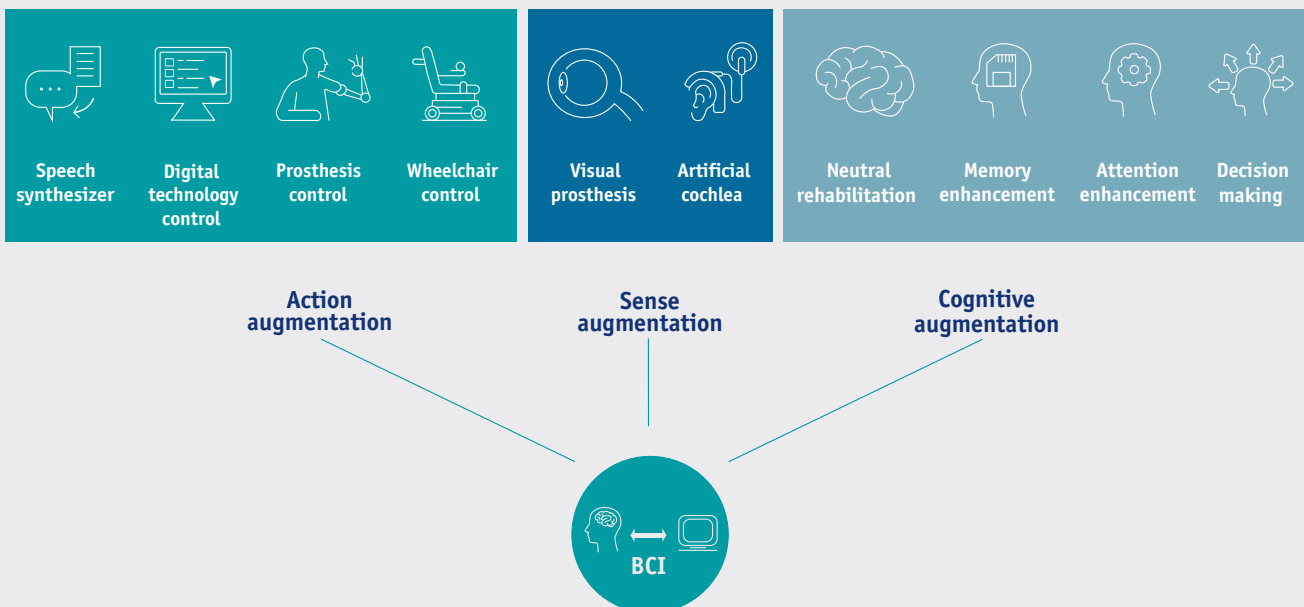 Speech
synthesizer
Digital
technology
control
Prosthesis
control
Wheelchair
control
Visual
prosthesis
Artificial
cochlea
Neutral
rehabilitation
Memory
enhancement
Attention
enhancement
Decision
making
Action
augmentation
Sense
augmentation
Cognitive
augmentation
BCI